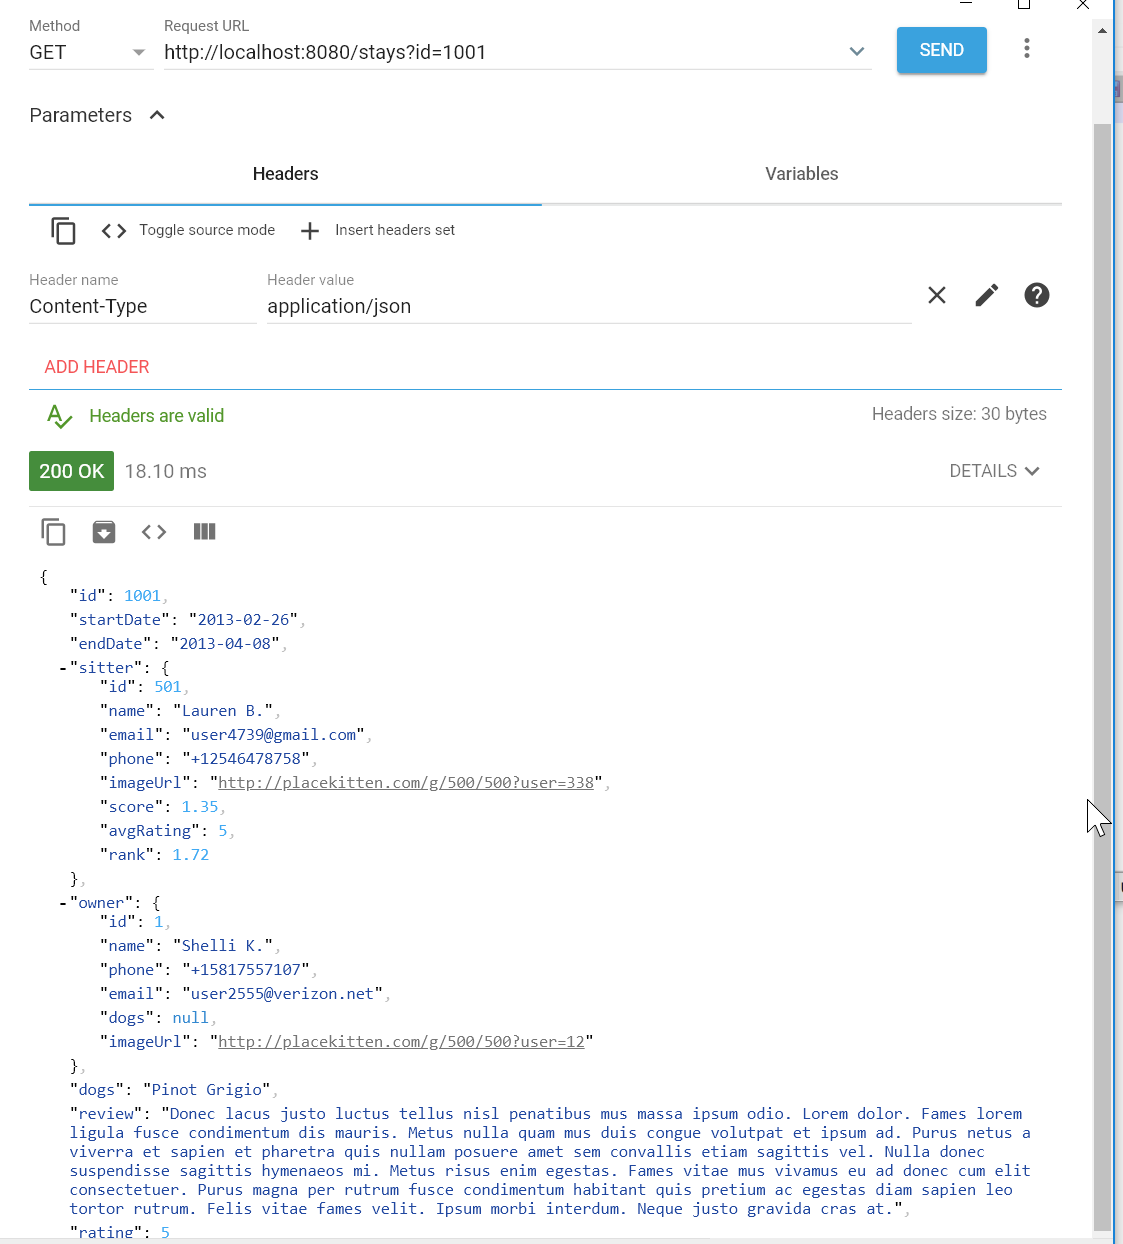 Method
Request URL
GET
http://localhost:8080/stays?id=1001
SEND
Parameters
Headers
Variables
Toggle source mode
Insert headers set
Header name
Header value
Content-Type
application/json
ADD HEADER
Headers are valid
Headers size: 30 bytes
200 OK
18.10 ms
DETAILS
{
"id": 1001,
"startDate": "2013-02-26",
"endDate": "2013-04-08",
-"sitter": {
"id": 501,
"name": "Lauren B.",
"email": "user4739@gmail.com",
"phone": "+12546478758",
"imageUrl": "http://placekitten.com/g/500/500?user=338",
"score": 1.35,
"avgRating": 5,
"rank": 1.72
},
-"owner": {
"id": 1,
"name": "Shelli K.",
"phone": "+15817557107",
"email": "user2555@verizon.net",
"dogs": null,
"imageUrl": "http://placekitten.com/g/500/500?user=12"
},
"dogs": "Pinot Grigio",
"review": "Donec lacus justo luctus tellus nisl penatibus mus massa ipsum odio. Lorem dolor. Fames lorem
ligula fusce condimentum dis mauris. Metus nulla quam mus duis congue volutpat et ipsum ad. Purus netus a
viverra et sapien et pharetra quis nullam posuere amet sem convallis etiam sagittis vel. Nulla donec
suspendisse sagittis hymenaeos mi. Metus risus enim egestas. Fames vitae mus vivamus eu ad donec cum elit
consectetuer. Purus magna per rutrum fusce condimentum habitant quis pretium ac egestas diam sapien leo
tortor rutrum. Felis vitae fames velit. Ipsum morbi interdum. Neque justo gravida cras at.",
"rating": 5